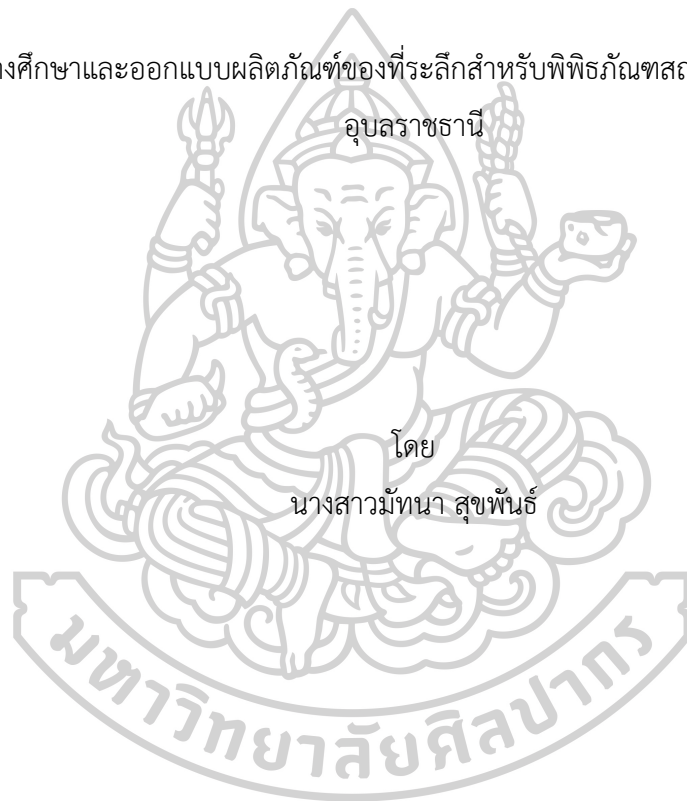 างศึกษาและออกแบบผลิตภัณฑ์ของที่ระลึกสำหรับพิพิธภัณฑสถ
อุบลราชธานี
โดย
นางสาวมัทนา สุขพันธ์
มหาวิทยาลัยศิลปากร